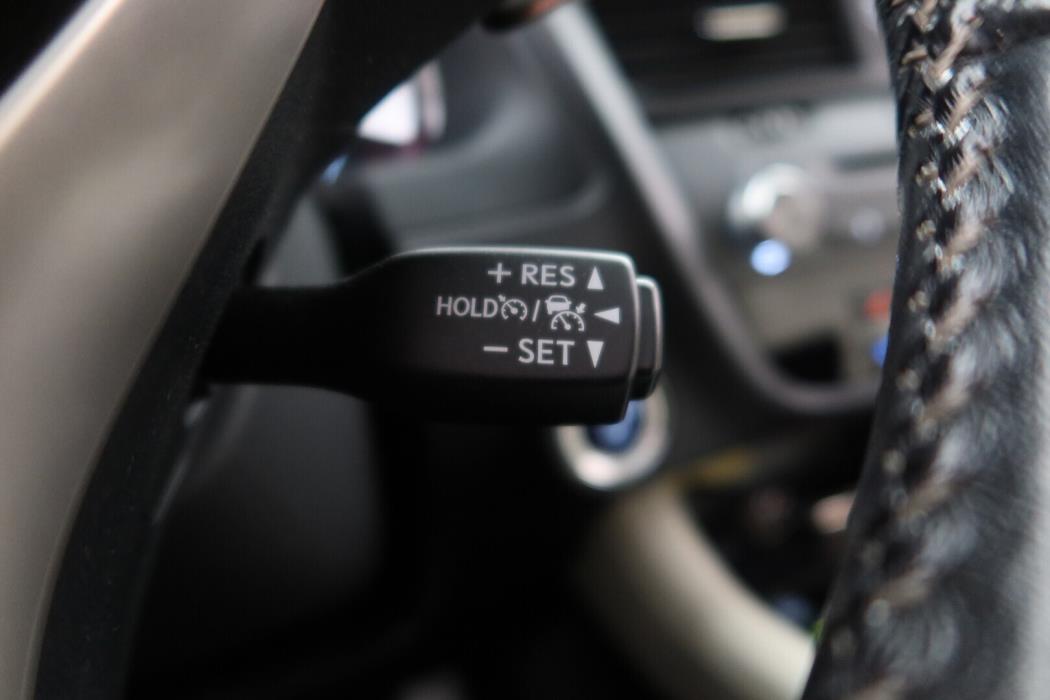 + RES ▲
HOLD / ◀
− SET ▼